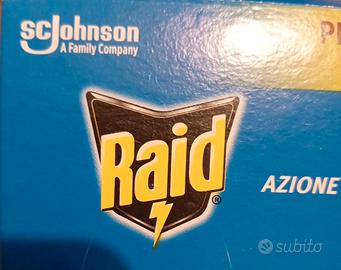 scJohnson
A Family Company
Raid
®
AZIONE
subito